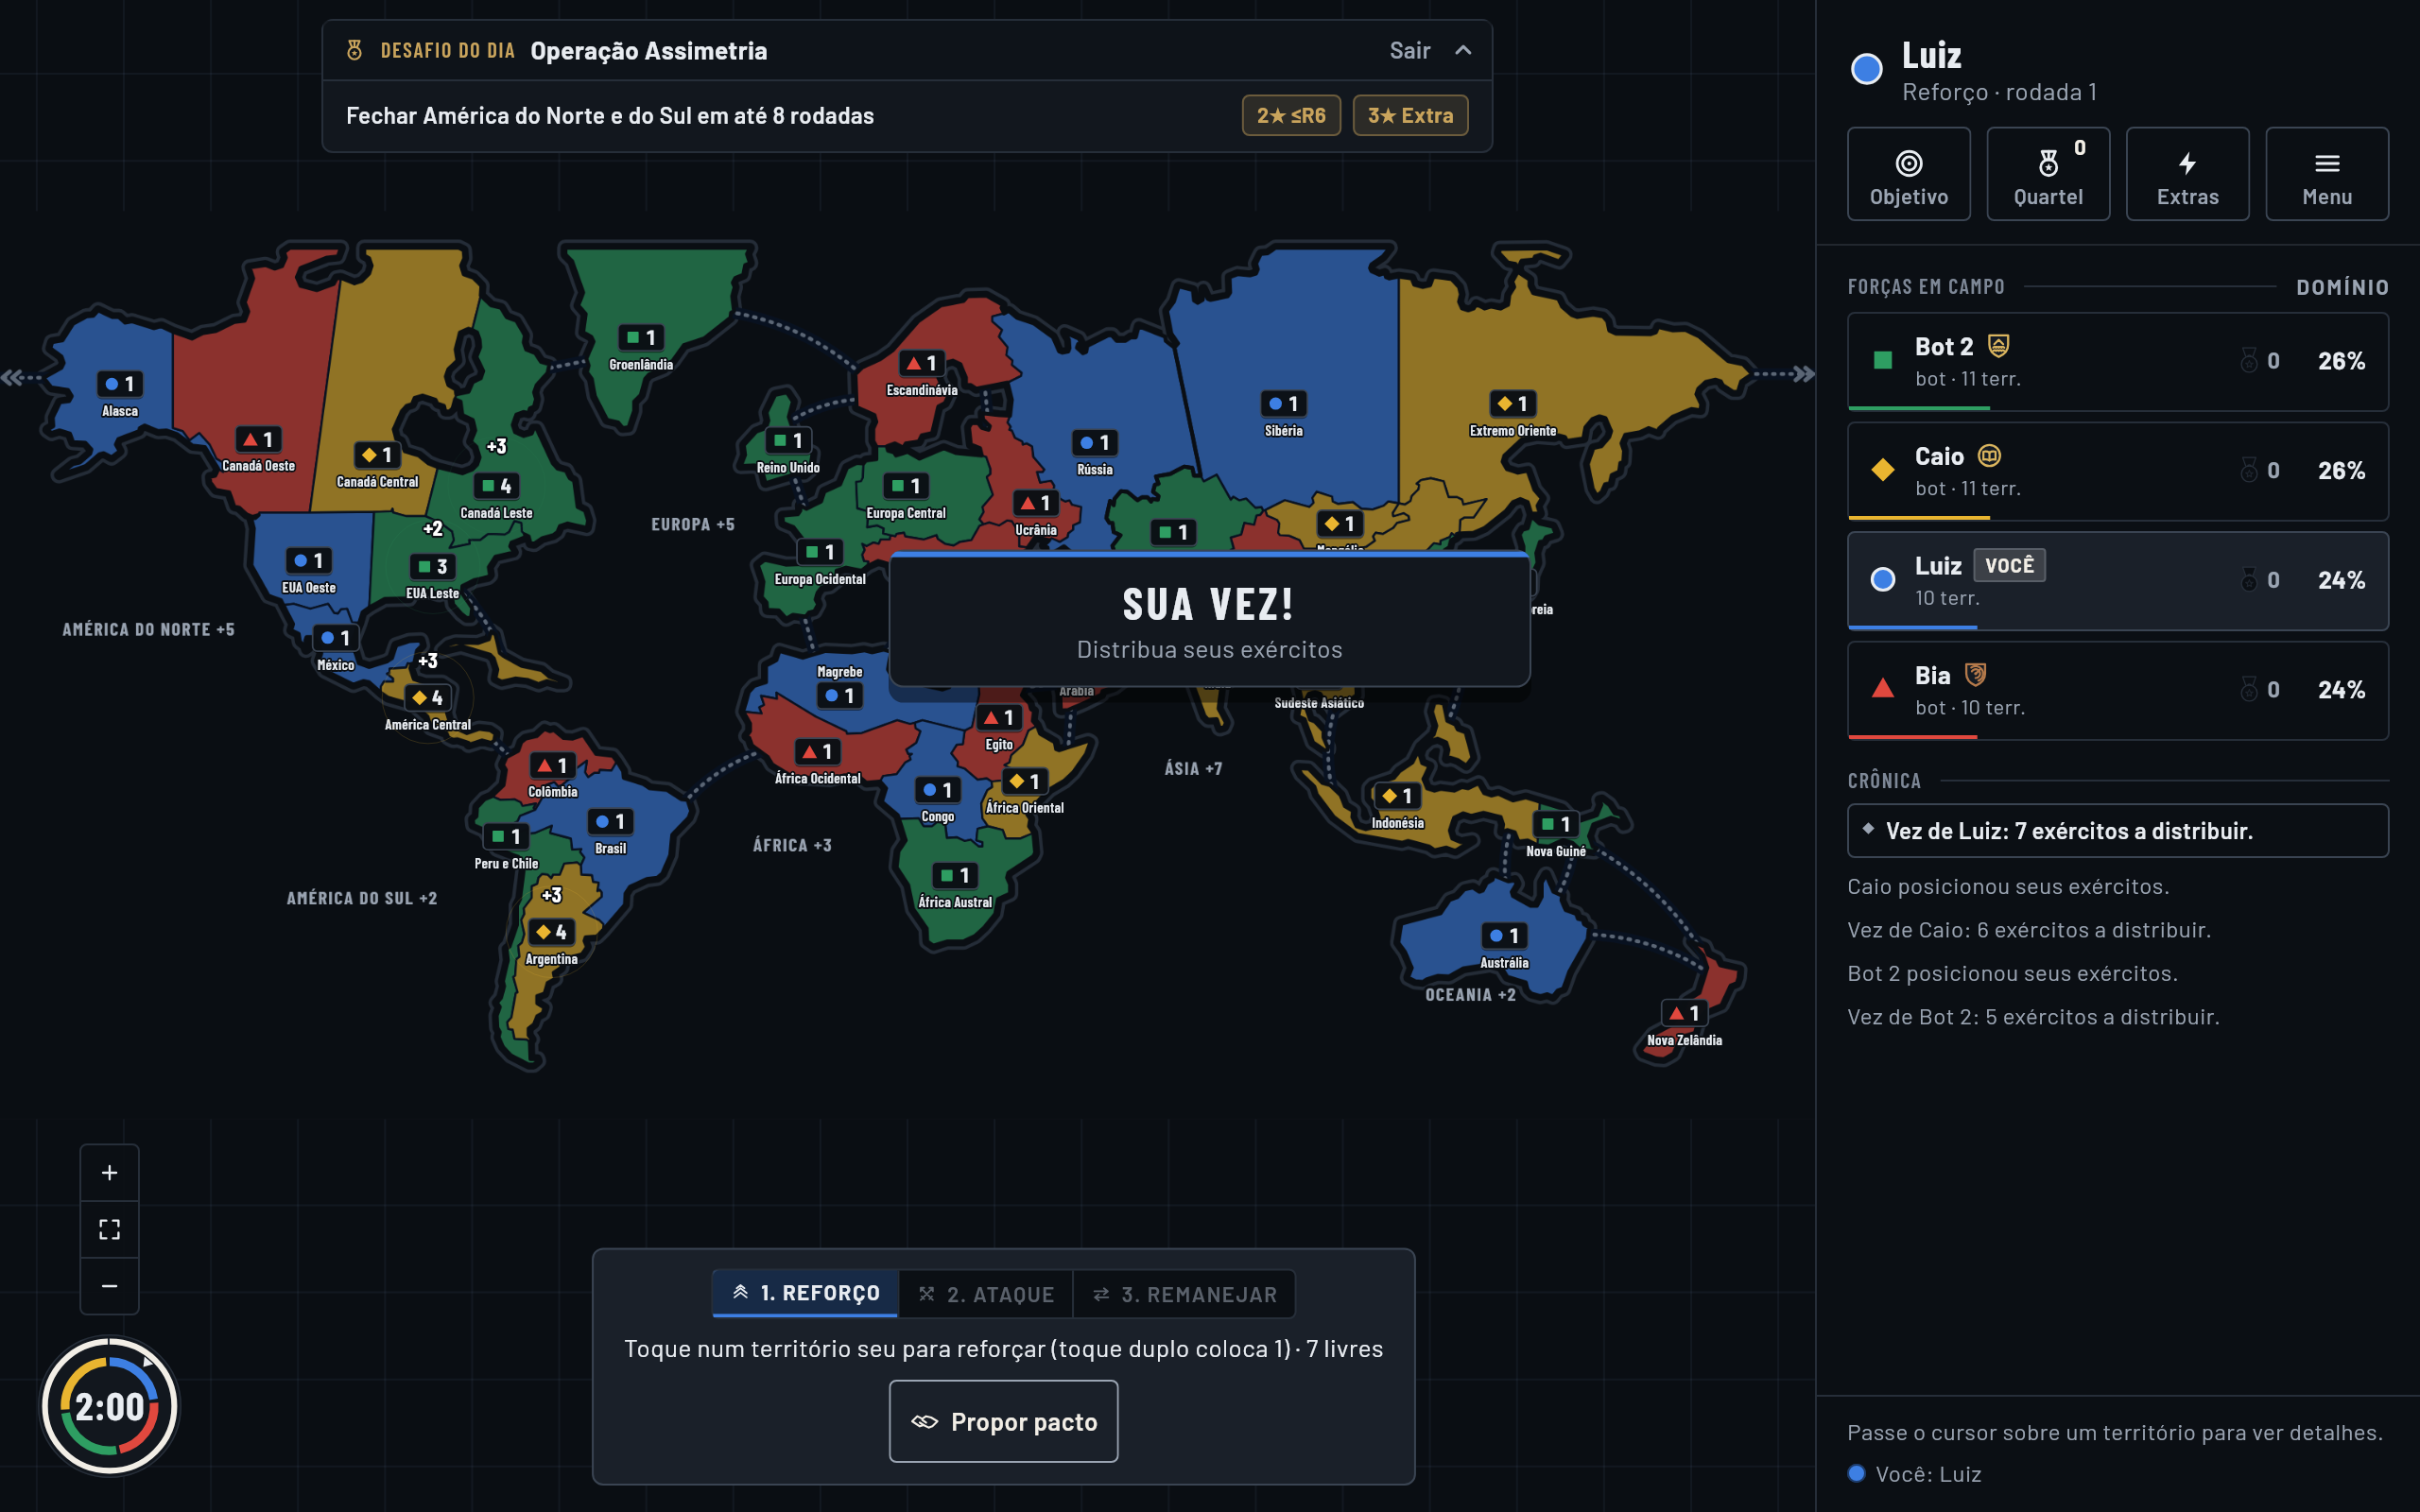 DESAFIO DO DIA Operação Assimetria Sair
Fechar América do Norte e do Sul em até 8 rodadas 2★ ≤R6 3★ Extra
1 Groenlândia
1 Escandinávia
1 Alasca
1 Sibéria
1 Extremo Oriente
1 Canadá Oeste
1 Canadá Central
+3
4 Canadá Leste
1 Reino Unido
1 Rússia
1 Europa Central
1 Ucrânia
EUROPA +5
+2
3 EUA Leste
1 EUA Oeste
1 Europa Ocidental
1
1
SUA VEZ!
Distribua seus exércitos
AMÉRICA DO NORTE +5
1 México
+3
4 América Central
Magrebe 1
Arábia
Sudeste Asiático
1 Egito
1 África Ocidental
ÁSIA +7
1 Colômbia
1 Congo
1 África Oriental
1 Indonésia
1 Brasil
1 Peru e Chile
ÁFRICA +3
1 Nova Guiné
1 África Austral
AMÉRICA DO SUL +2
+3
4 Argentina
1 Austrália
OCEANIA +2
1 Nova Zelândia
+
−
2:00
1. REFORÇO 2. ATAQUE 3. REMANEJAR
Toque num território seu para reforçar (toque duplo coloca 1) · 7 livres
Propor pacto
Luiz
Reforço · rodada 1
Objetivo
0 Quartel
Extras
Menu
FORÇAS EM CAMPO DOMÍNIO
Bot 2 0 26%
bot · 11 terr.
Caio 0 26%
bot · 11 terr.
Luiz VOCÊ 0 24%
10 terr.
Bia 0 24%
bot · 10 terr.
CRÔNICA
Vez de Luiz: 7 exércitos a distribuir.
Caio posicionou seus exércitos.
Vez de Caio: 6 exércitos a distribuir.
Bot 2 posicionou seus exércitos.
Vez de Bot 2: 5 exércitos a distribuir.
Passe o cursor sobre um território para ver detalhes.
Você: Luiz